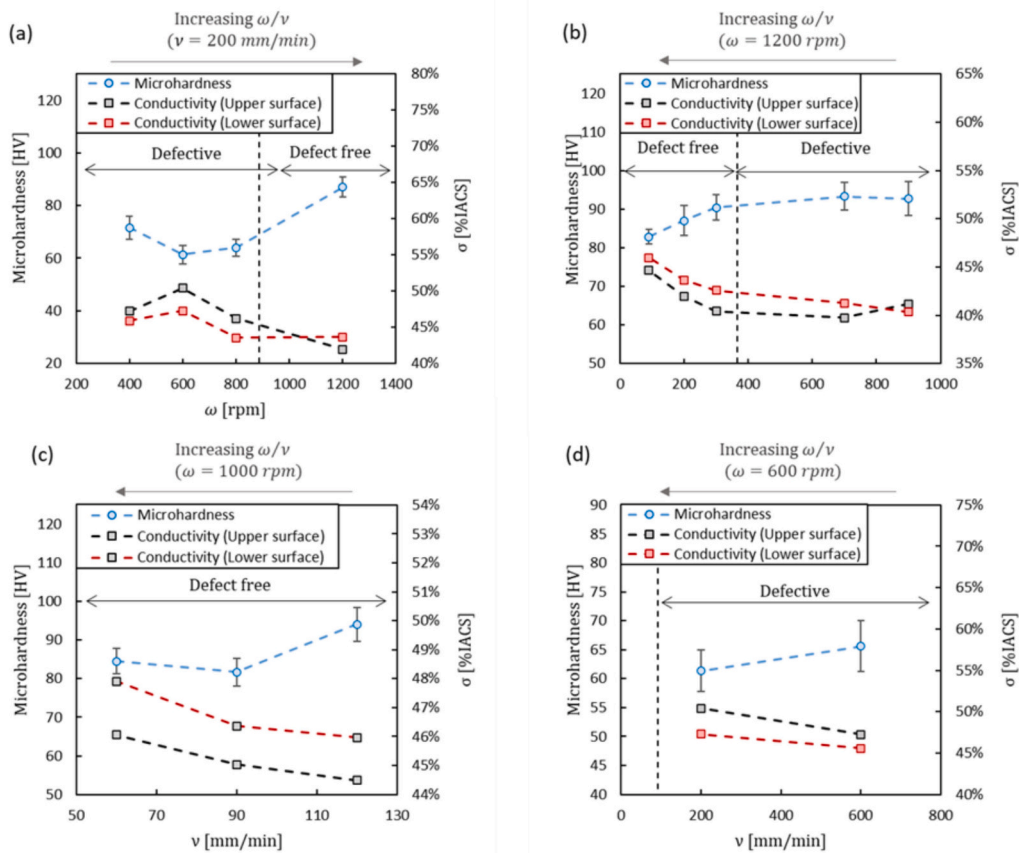 (a)
Increasing ω/ν
(ν = 200 mm/min)
Microhardness
Conductivity (Upper surface)
Conductivity (Lower surface)
Defective
Defect free
Microhardness [HV]
120
100
80
60
40
20
80%
75%
70%
65%
60%
55%
50%
45%
40%
σ [%IACS]
200 400 600 800 1000 1200 1400
ω [rpm]
(b)
Increasing ω/ν
(ω = 1200 rpm)
Microhardness
Conductivity (Upper surface)
Conductivity (Lower surface)
Defect free
Defective
Microhardness [HV]
120
110
100
90
80
70
60
50
65%
60%
55%
50%
45%
40%
35%
σ [%IACS]
0 200 400 600 800 1000
(c)
Increasing ω/ν
(ω = 1000 rpm)
Microhardness
Conductivity (Upper surface)
Conductivity (Lower surface)
Defect free
Microhardness [HV]
120
110
100
90
80
70
60
50
54%
53%
52%
51%
50%
49%
48%
47%
46%
45%
44%
σ [%IACS]
50 70 90 110 130
ν [mm/min]
(d)
Increasing ω/ν
(ω = 600 rpm)
Microhardness
Conductivity (Upper surface)
Conductivity (Lower surface)
Defective
Microhardness [HV]
90
85
80
75
70
65
60
55
50
45
40
75%
70%
65%
60%
55%
50%
45%
40%
σ [%IACS]
0 200 400 600 800
ν [mm/min]